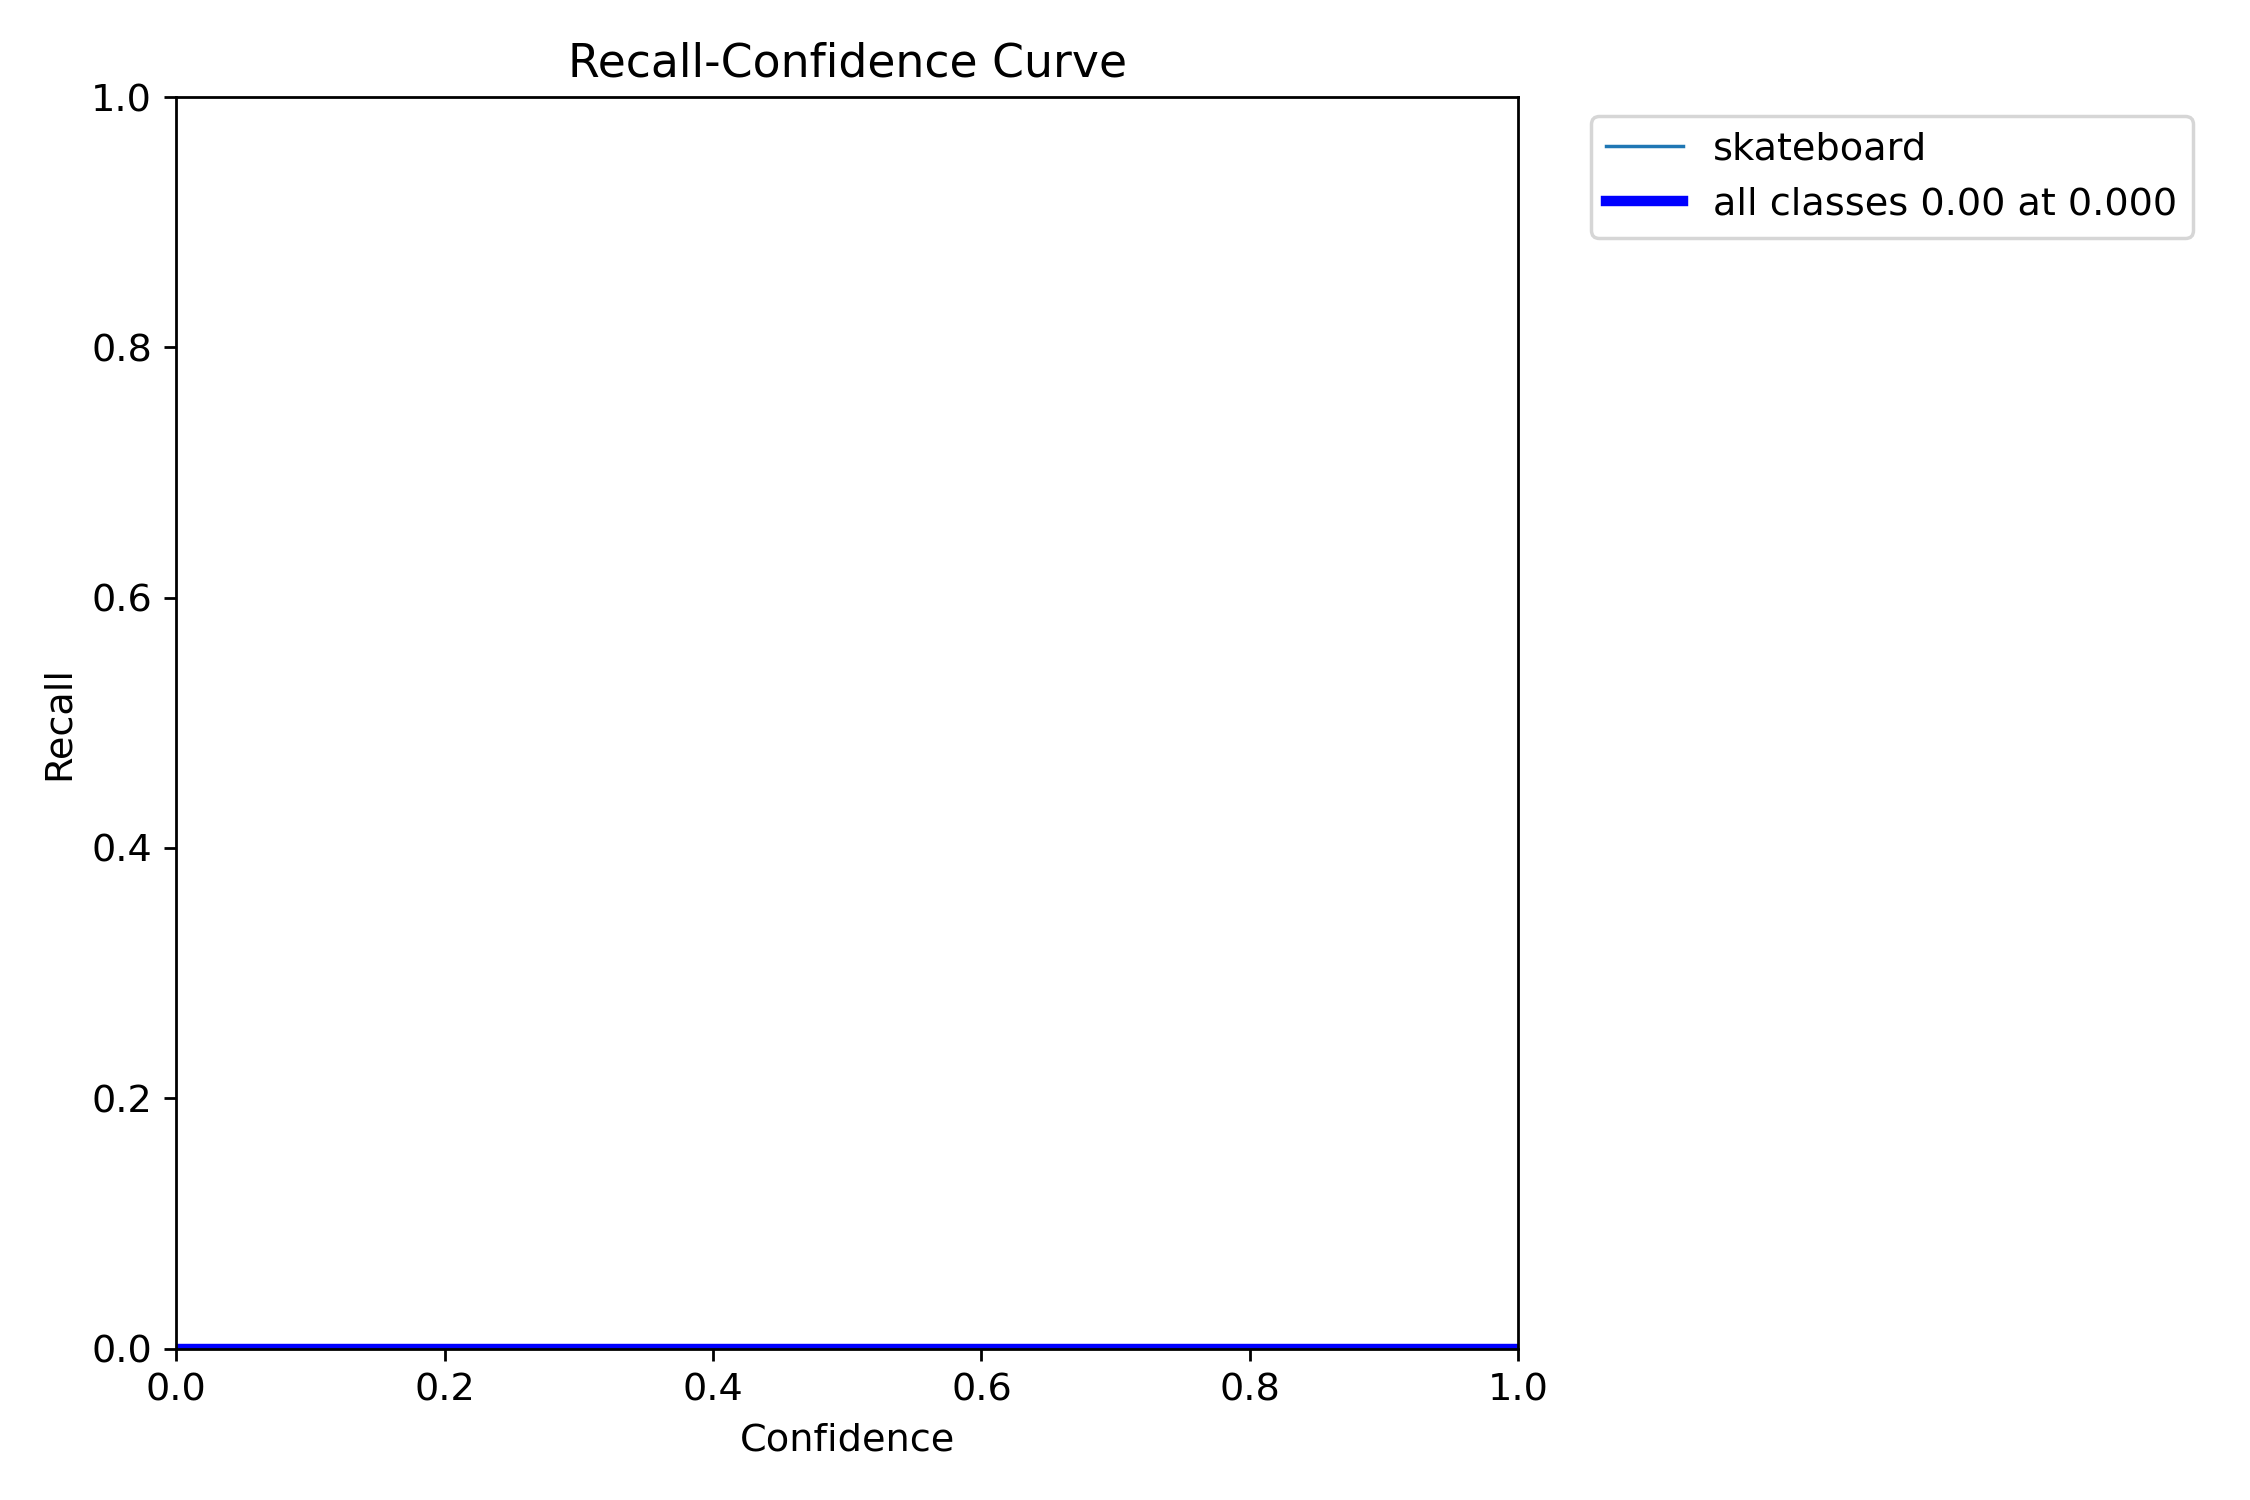 Recall-Confidence Curve
1.0
0.8
0.6
0.4
0.2
0.0
Recall
0.0 0.2 0.4 0.6 0.8 1.0
Confidence
skateboard
all classes 0.00 at 0.000